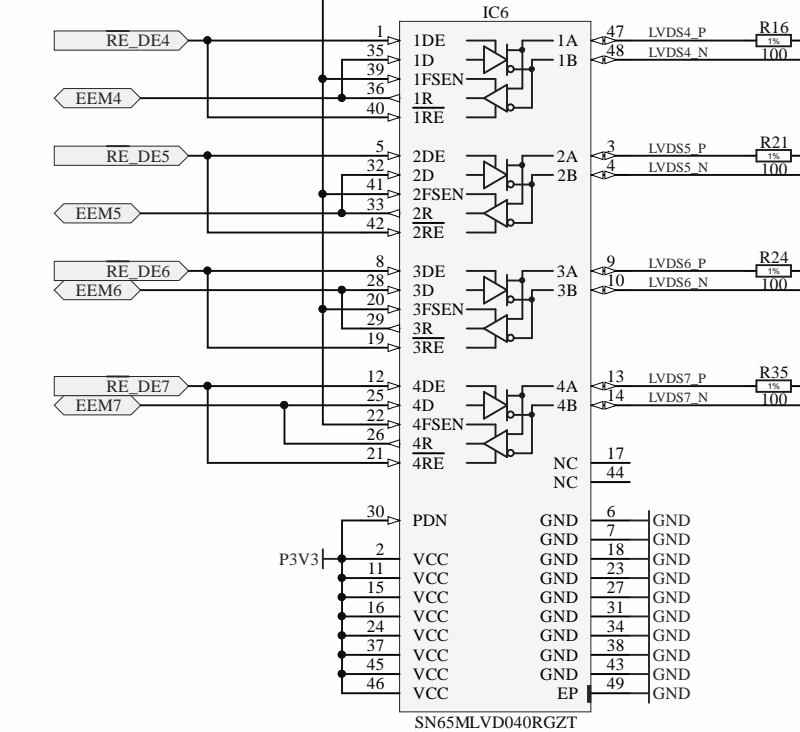 IC6
RE_DE4 1 1DE 1A 47 LVDS4_P R16
35 1D 1B 48 LVDS4_N 1% 100
39 1FSEN
EEM4 36 1R
40 1RE
RE_DE5 5 2DE 2A 3 LVDS5_P R21
32 2D 2B 4 LVDS5_N 1% 100
41 2FSEN
EEM5 33 2R
42 2RE
RE_DE6 8 3DE 3A 9 LVDS6_P R24
EEM6 28 3D 3B 10 LVDS6_N 1% 100
20 3FSEN
29 3R
19 3RE
RE_DE7 12 4DE 4A 13 LVDS7_P R35
EEM7 25 4D 4B 14 LVDS7_N 1% 100
22 4FSEN
26 4R
21 4RE NC 17
NC 44
30 PDN GND 6 GND
GND 7 GND
P3V3 2 VCC GND 18 GND
11 VCC GND 23 GND
15 VCC GND 27 GND
16 VCC GND 31 GND
24 VCC GND 34 GND
37 VCC GND 38 GND
45 VCC GND 43 GND
46 VCC EP 49 GND
SN65MLVD040RGZT